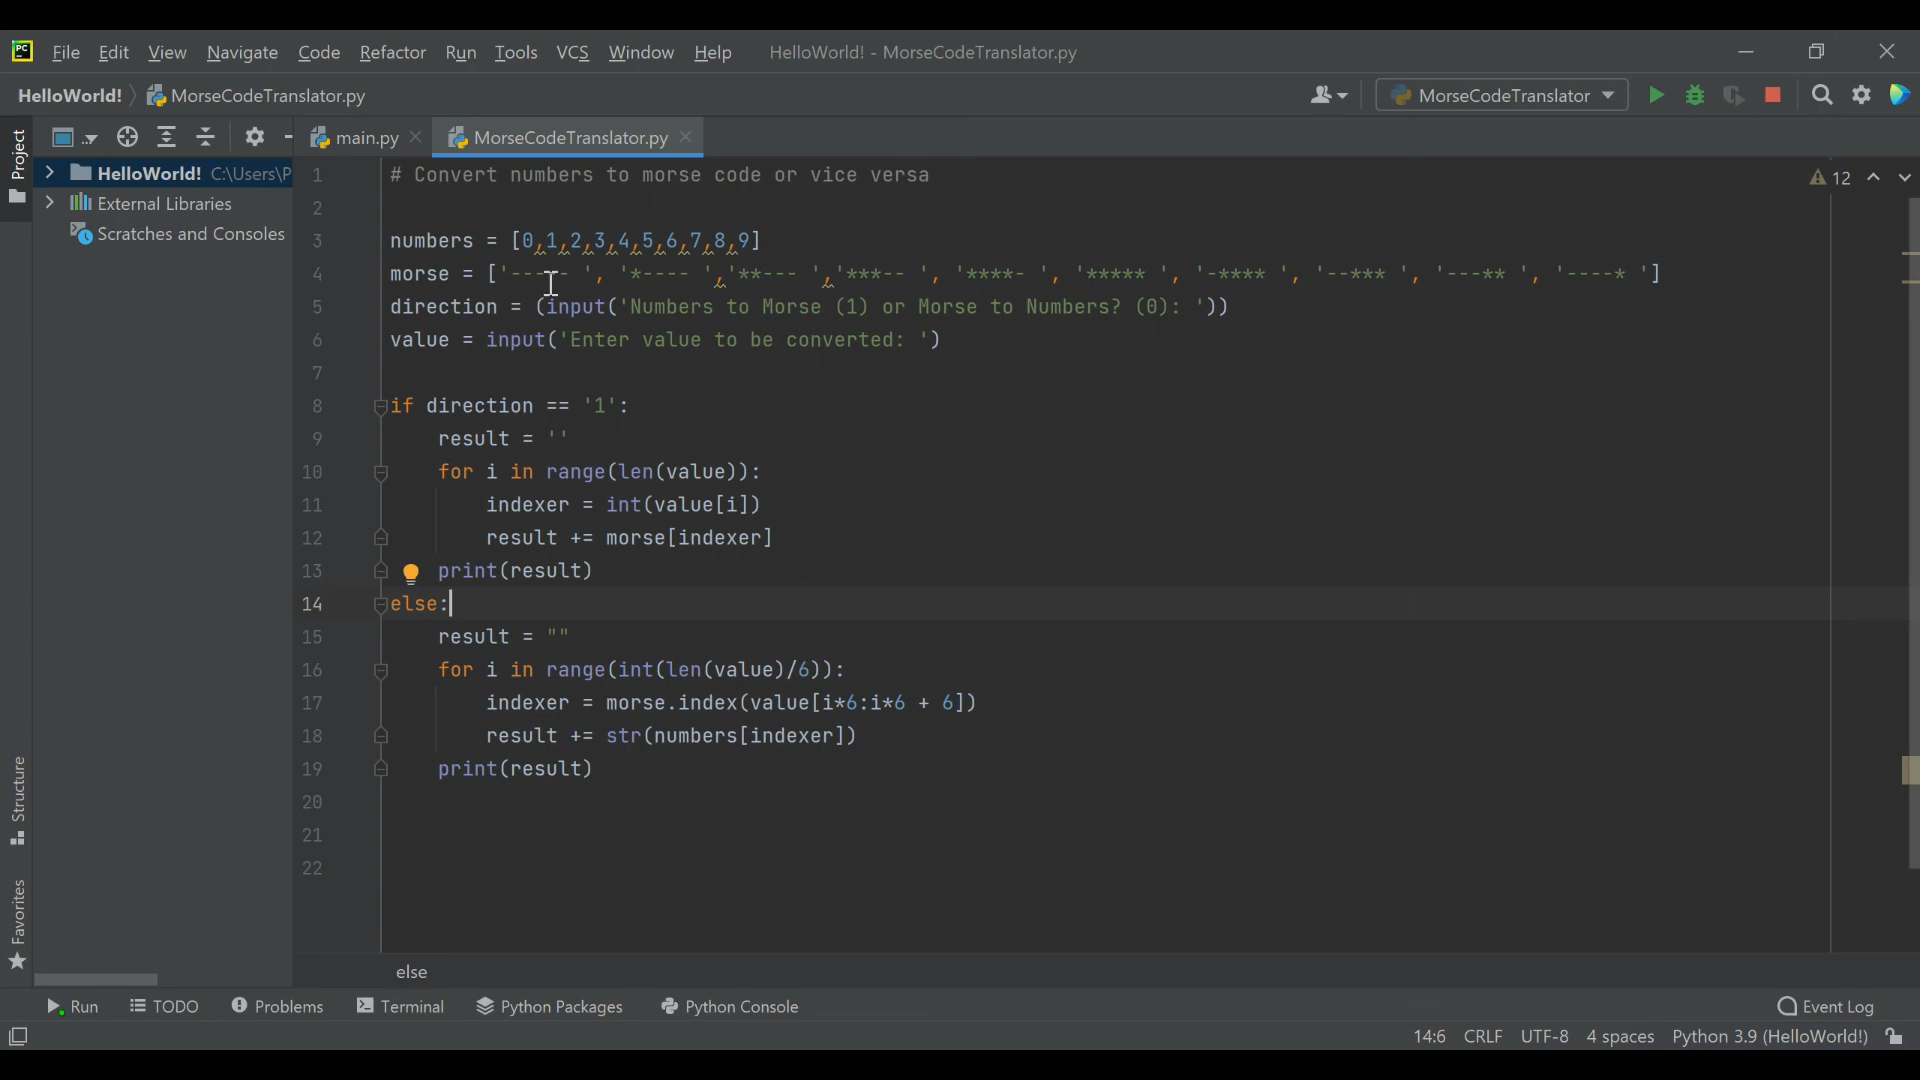 PC File Edit View Navigate Code Refactor Run Tools VCS Window Help HelloWorld! - MorseCodeTranslator.py
HelloWorld! MorseCodeTranslator.py MorseCodeTranslator
main.py MorseCodeTranslator.py
Project
HelloWorld! C:\Users\P
External Libraries
Scratches and Consoles
Structure
Favorites
12
1 # Convert numbers to morse code or vice versa
2
3 numbers = [0,1,2,3,4,5,6,7,8,9]
4 morse = ['----- ', '*---- ','**--- ','***-- ', '****- ', '***** ', '-**** ', '--*** ', '---** ', '----* ']
5 direction = (input('Numbers to Morse (1) or Morse to Numbers? (0): '))
6 value = input('Enter value to be converted: ')
7
8 if direction == '1':
9     result = ''
10     for i in range(len(value)):
11         indexer = int(value[i])
12         result += morse[indexer]
13     print(result)
14 else:
15     result = ""
16     for i in range(int(len(value)/6)):
17         indexer = morse.index(value[i*6:i*6 + 6])
18         result += str(numbers[indexer])
19     print(result)
20
21
22
else
Run TODO Problems Terminal Python Packages Python Console Event Log
14:6 CRLF UTF-8 4 spaces Python 3.9 (HelloWorld!)